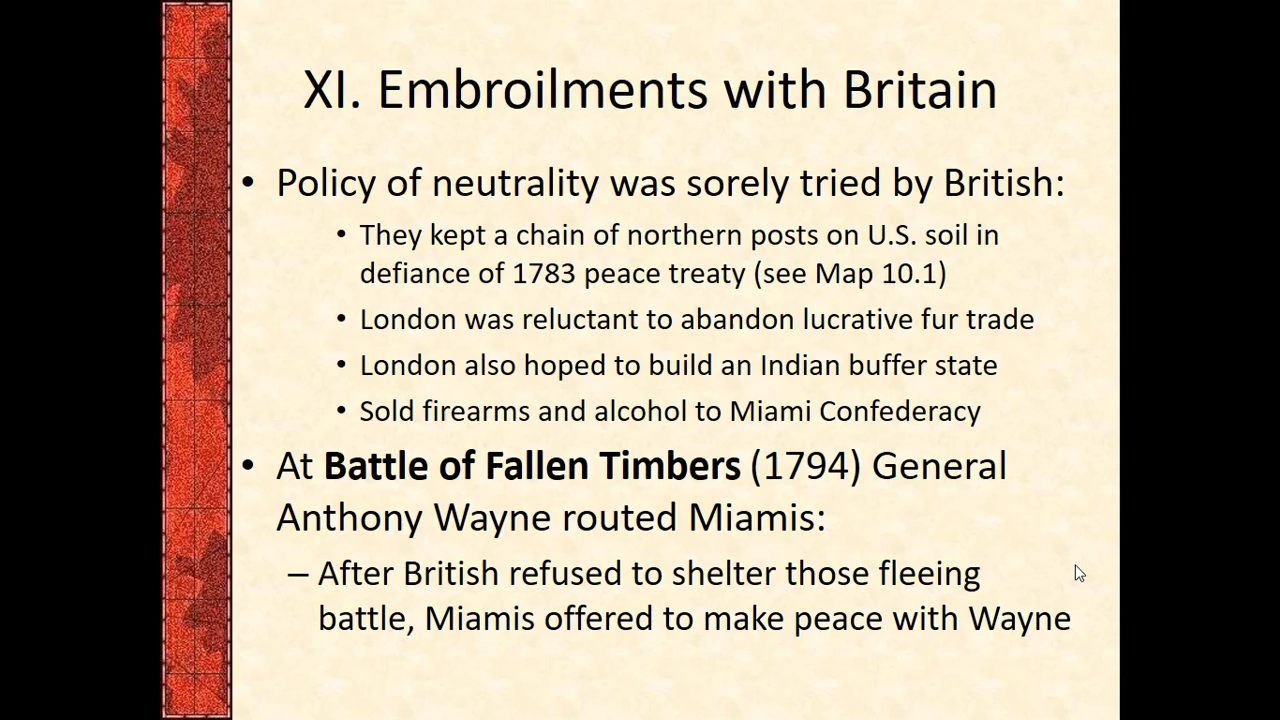 XI. Embroilments with Britain
• Policy of neutrality was sorely tried by British:
• They kept a chain of northern posts on U.S. soil in
defiance of 1783 peace treaty (see Map 10.1)
• London was reluctant to abandon lucrative fur trade
• London also hoped to build an Indian buffer state
• Sold firearms and alcohol to Miami Confederacy
• At Battle of Fallen Timbers (1794) General
Anthony Wayne routed Miamis:
– After British refused to shelter those fleeing
battle, Miamis offered to make peace with Wayne